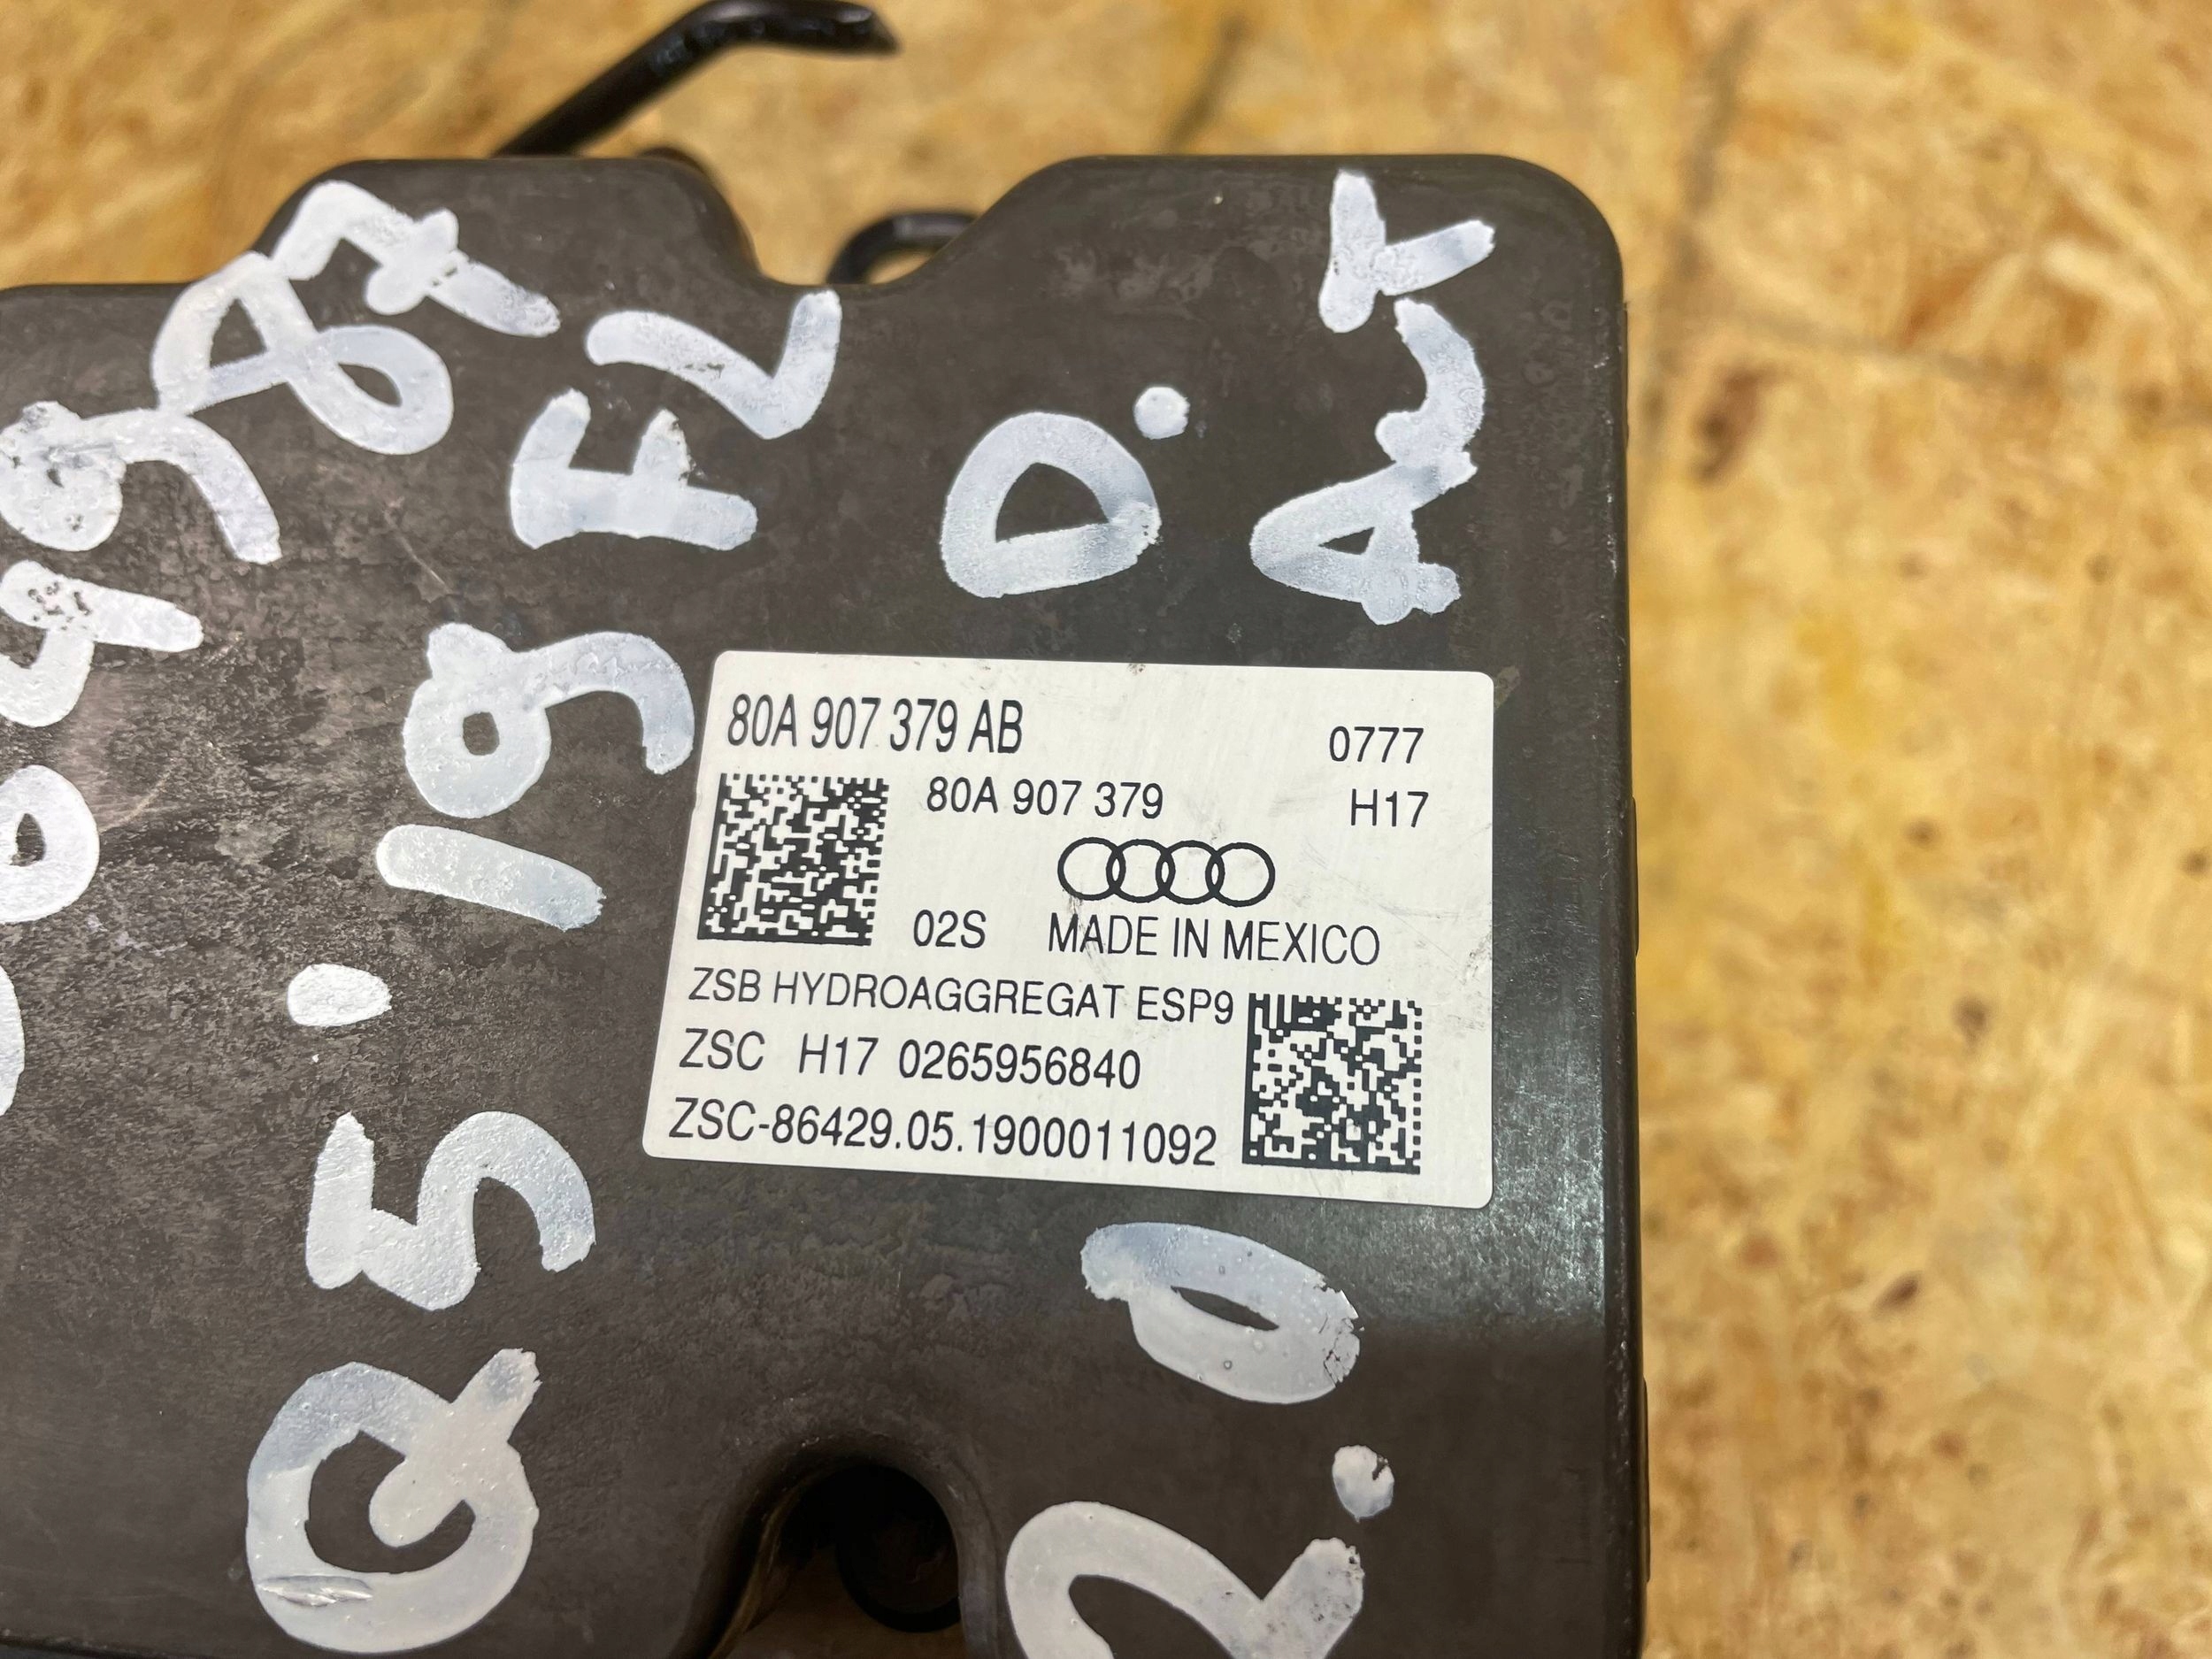 80A 907 379 AB
0777
80A 907 379
H17
02S
MADE IN MEXICO
ZSB HYDROAGGREGAT ESP9
ZSC H17 0265956840
ZSC-86429.05.1900011092
Q5 '19 FL
2.0 D. AUT